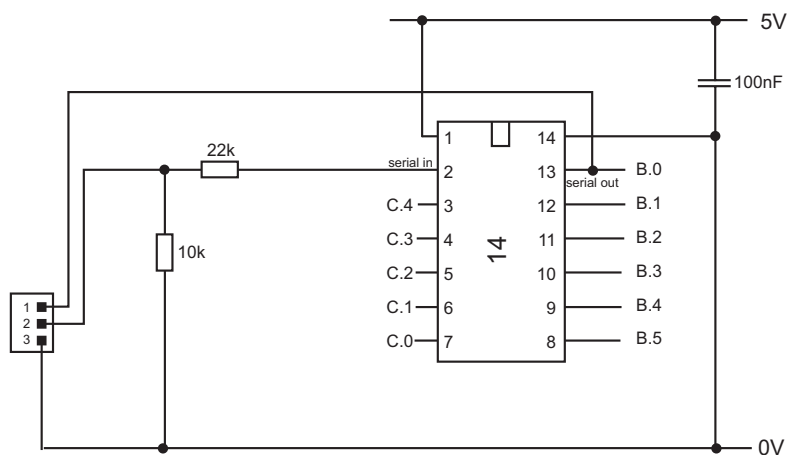 5V
100nF
22k
serial in
1 14
2 13 B.0
serial out
C.4 3 12 B.1
C.3 4 11 B.2
10k
C.2 5 10 B.3
C.1 6 9 B.4
C.0 7 8 B.5
14
1
2
3
0V